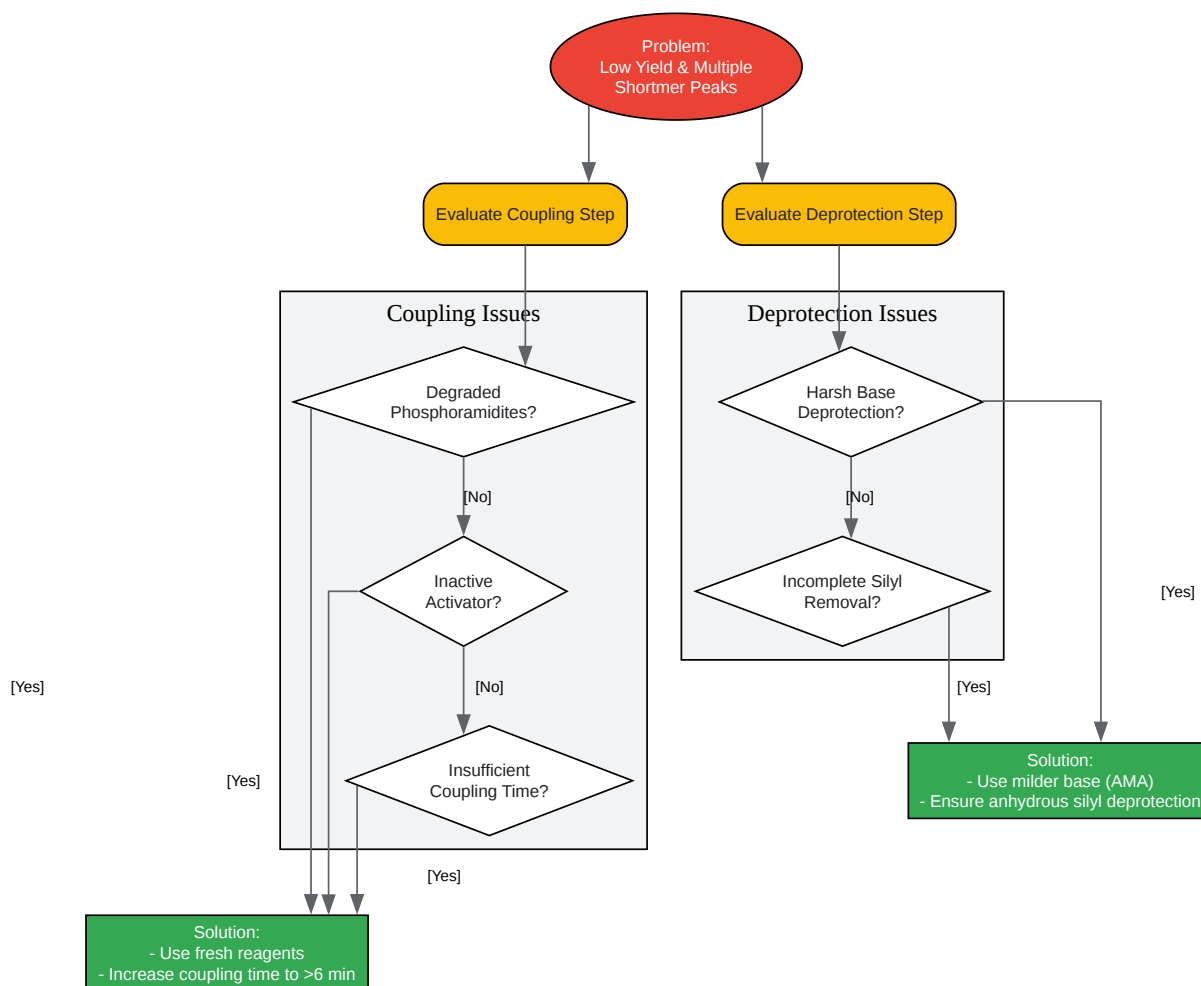 Problem:
Low Yield & Multiple
Shortmer Peaks
Evaluate Coupling Step
Evaluate Deprotection Step
Coupling Issues
Deprotection Issues
Degraded
Phosphoramidites?
Harsh Base
Deprotection?
[No]
[No]
Inactive
Activator?
Incomplete Silyl
Removal?
[Yes]
[Yes]
[No]
[Yes]
[Yes]
Insufficient
Coupling Time?
Solution:
- Use milder base (AMA)
- Ensure anhydrous silyl deprotection
[Yes]
Solution:
- Use fresh reagents
- Increase coupling time to >6 min